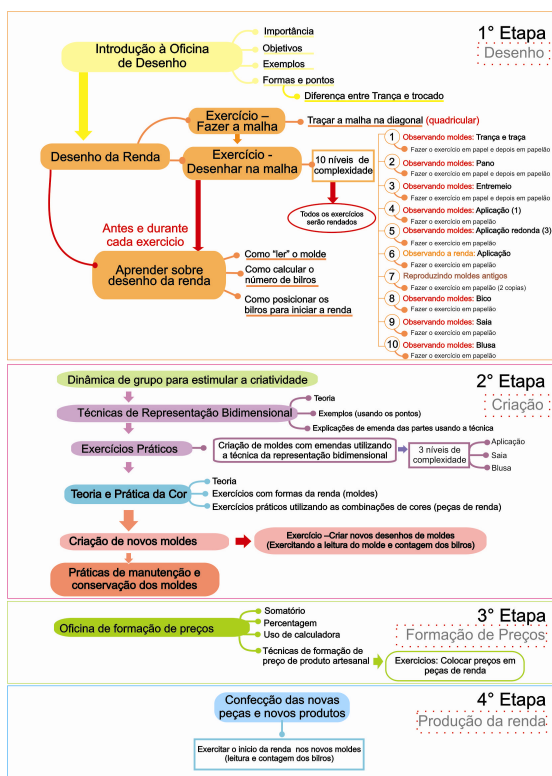 1° Etapa
Desenho
Introdução à Oficina
de Desenho
Importância
Objetivos
Exemplos
Formas e pontos
Diferença entre Trança e trocado
Desenho da Renda
Exercício –
Fazer a malha
Traçar a malha na diagonal (quadricular)
Exercício -
Desenhar na malha
10 níveis de
complexidade
Todos os exercícios
serão rendados
Antes e durante
cada exercicio
Aprender sobre
desenho da renda
Como “ler” o molde
Como calcular o
número de bilros
Como posicionar os
bilros para iniciar a renda
1 Observando moldes: Trança e traça
Fazer o exercício em papel e depois em papelão
2 Observando moldes: Pano
Fazer o exercício em papel e depois em papelão
3 Observando moldes: Entremeio
Fazer o exercício em papel e depois em papelão
4 Observando moldes: Aplicação (1)
Fazer o exercício em papelão
5 Observando moldes: Aplicação redonda (3)
Fazer o exercício em papelão
6 Observando a renda: Aplicação
Fazer o exercício em papelão
7 Reproduzindo moldes antigos
Fazer o exercício em papelão (2 copias)
8 Observando moldes: Bico
Fazer o exercício em papelão
9 Observando moldes: Saia
Fazer o exercício em papelão
10 Observando moldes: Blusa
Fazer o exercício em papelão
2° Etapa
Criação
Dinâmica de grupo para estimular a criatividade
Técnicas de Representação Bidimensional
Teoria
Exemplos (usando os pontos)
Explicações de emenda das partes usando a técnica
Exercícios Práticos
Criação de moldes com emendas utilizando
a técnica da representação bidimensional
3 níveis de
complexidade
Aplicação
Saia
Blusa
Teoria e Prática da Cor
Teoria
Exercícios com formas da renda (moldes)
Exercícios práticos utilizando as combinações de cores (peças de renda)
Criação de novos moldes
Exercício –Criar novos desenhos de moldes
(Exercitando a leitura do molde e contagem dos bilros)
Práticas de manutenção e
conservação dos moldes
3° Etapa
Formação de Preços
Oficina de formação de preços
Somatório
Percentagem
Uso de calculadora
Técnicas de formação de
preço de produto artesanal
Exercícios: Colocar preços em
peças de renda
4° Etapa
Produção da renda
Confecção das novas
peças e novos produtos
Exercitar o inicio da renda nos novos moldes
(leitura e contagem dos bilros)